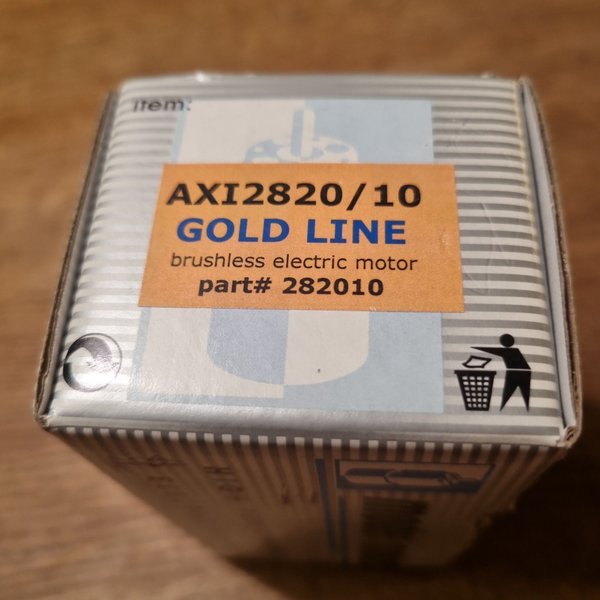 item:
AXI2820/10
GOLD LINE
brushless electric motor
part# 282010